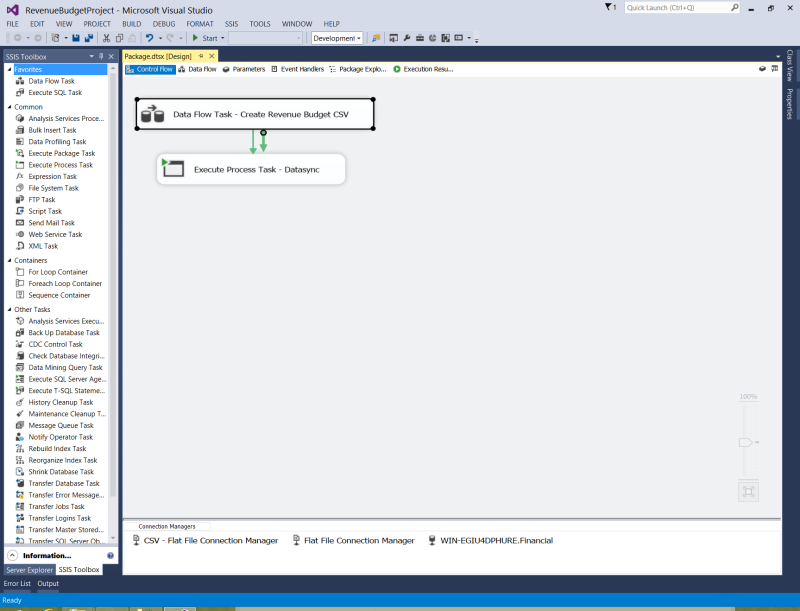 RevenueBudgetProject - Microsoft Visual Studio
1
Quick Launch (Ctrl+Q)
FILE EDIT VIEW PROJECT BUILD DEBUG FORMAT SSIS TOOLS WINDOW HELP
Start
Development
SSIS Toolbox
Package.dtsx [Design]
Control Flow
Data Flow
Parameters
Event Handlers
Package Explo...
Execution Resu...
Favorites
Data Flow Task
Execute SQL Task
Common
Analysis Services Proce...
Bulk Insert Task
Data Profiling Task
Execute Package Task
Execute Process Task
Expression Task
File System Task
FTP Task
Script Task
Send Mail Task
Web Service Task
XML Task
Containers
For Loop Container
Foreach Loop Container
Sequence Container
Other Tasks
Analysis Services Execu...
Back Up Database Task
CDC Control Task
Check Database Integri...
Data Mining Query Task
Execute SQL Server Age...
Execute T-SQL Stateme...
History Cleanup Task
Maintenance Cleanup T...
Message Queue Task
Notify Operator Task
Rebuild Index Task
Reorganize Index Task
Shrink Database Task
Transfer Database Task
Transfer Error Message...
Transfer Jobs Task
Transfer Logins Task
Transfer Master Stored...
Transfer SQL Server Ob...
Information...
Server Explorer
SSIS Toolbox
Data Flow Task - Create Revenue Budget CSV
Execute Process Task - Datasync
100%
Class View
Properties
Connection Managers
CSV - Flat File Connection Manager
Flat File Connection Manager
WIN-EGIU4DPHURE.Financial
Error List Output
Ready